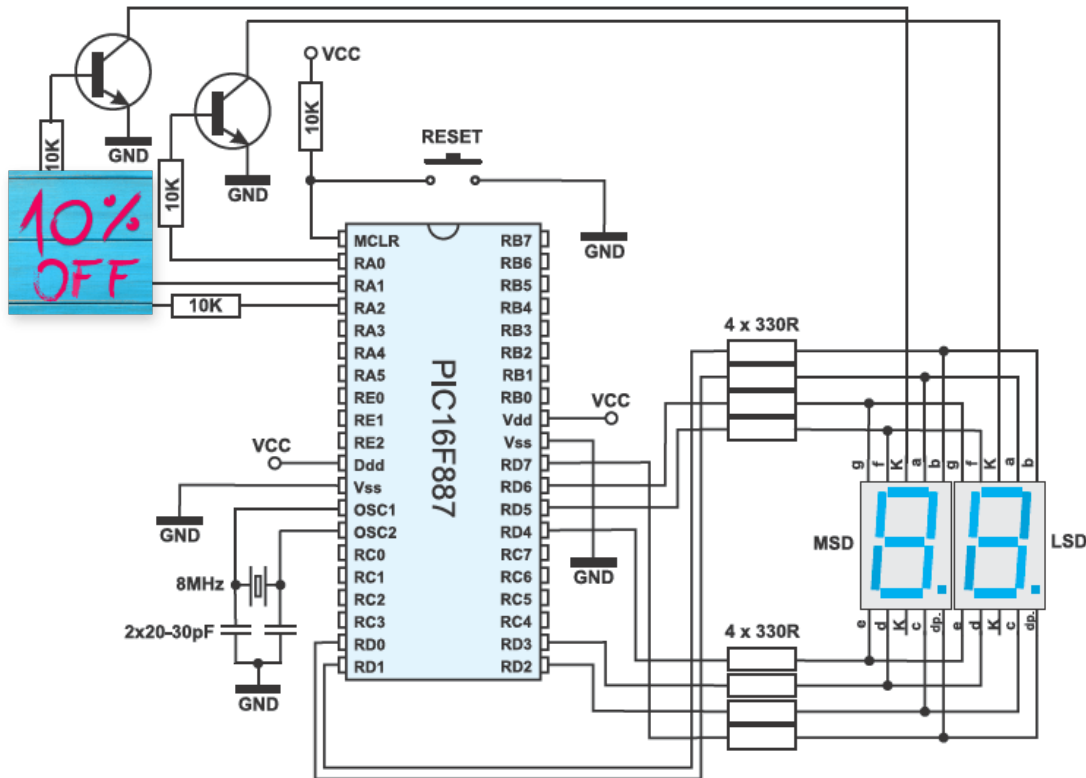 VCC
10K
GND
10K
GND
10K
RESET
GND
10% OFF
10K
PIC16F887
MCLR
RA0
RA1
RA2
RA3
RA4
RA5
RE0
RE1
RE2
Ddd
Vss
OSC1
OSC2
RC0
RC1
RC2
RC3
RD0
RD1
RB7
RB6
RB5
RB4
RB3
RB2
RB1
RB0
Vdd
Vss
RD7
RD6
RD5
RD4
RC7
RC6
RC5
RC4
RD3
RD2
VCC
GND
8MHz
2x20-30pF
GND
VCC
GND
4 x 330R
g f K a b g f K a b
MSD
LSD
e d K c dp. e d K c dp.
4 x 330R